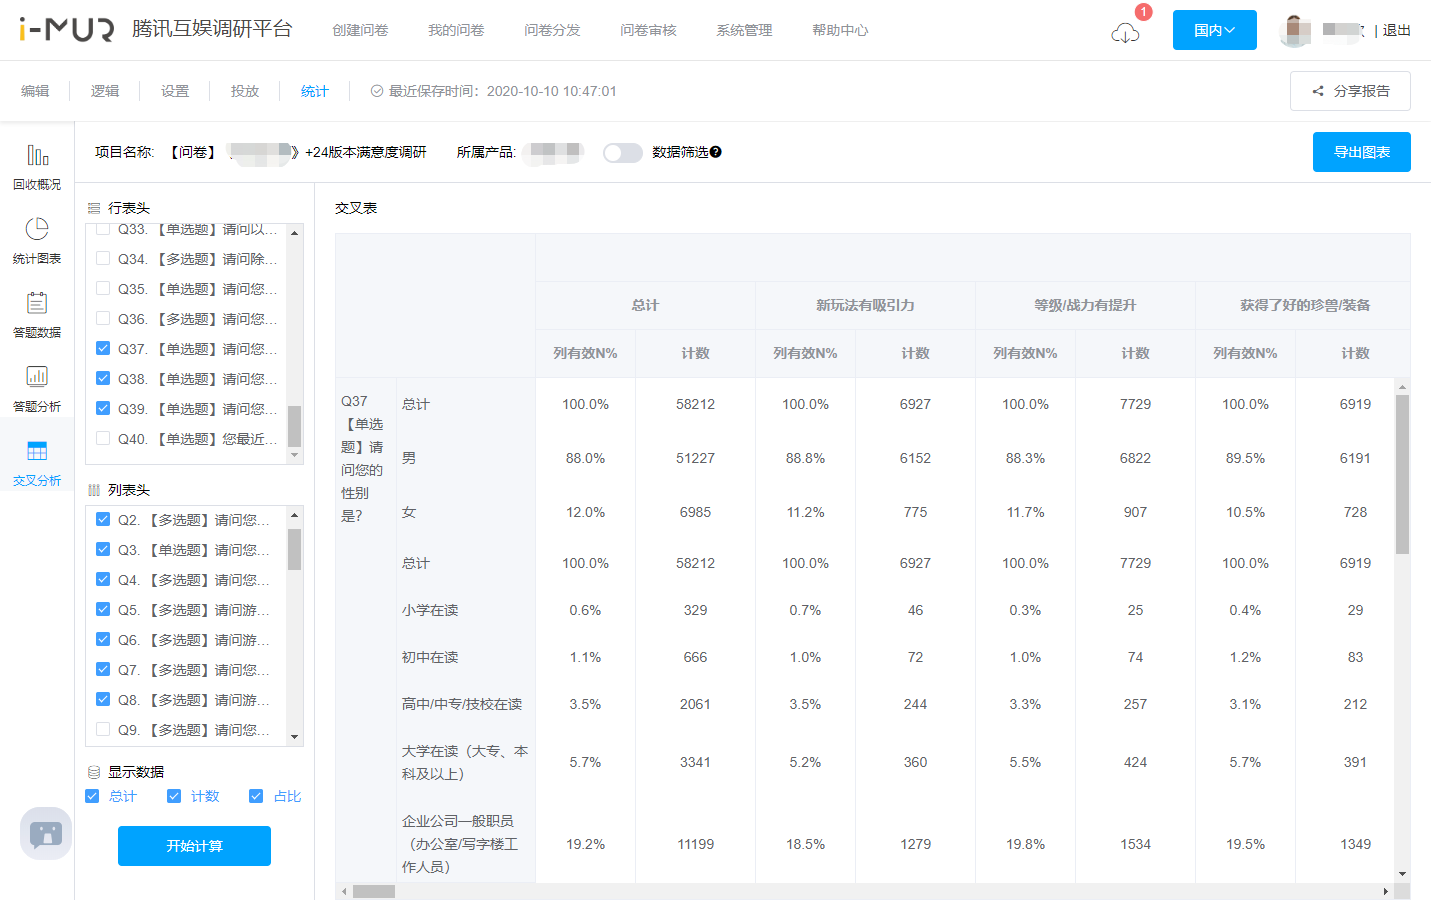 i-MUR 腾讯互娱调研平台 创建问卷 我的问卷 问卷分发 问卷审核 系统管理 帮助中心 1 国内 | 退出
编辑 逻辑 设置 投放 统计 最近保存时间：2020-10-10 10:47:01 分享报告
项目名称: 【问卷】 》+24版本满意度调研 所属产品: 数据筛选 导出图表
回收概况
统计图表
答题数据
答题分析
交叉分析
行表头
Q33. 【单选题】请问以...
Q34. 【多选题】请问除...
Q35. 【单选题】请问您...
Q36. 【多选题】请问您...
Q37. 【单选题】请问您...
Q38. 【单选题】请问您...
Q39. 【单选题】请问您...
Q40. 【单选题】您最近...
列表头
Q2. 【多选题】请问您...
Q3. 【单选题】请问您...
Q4. 【多选题】请问您...
Q5. 【多选题】请问游...
Q6. 【多选题】请问游...
Q7. 【多选题】请问您...
Q8. 【多选题】请问游...
Q9. 【多选题】请问您...
显示数据
总计 计数 占比
开始计算
交叉表
总计 新玩法有吸引力 等级/战力有提升 获得了好的珍兽/装备
列有效N% 计数 列有效N% 计数 列有效N% 计数 列有效N% 计数
Q37
【单选
题】请
问您的
性别
是?
总计 100.0% 58212 100.0% 6927 100.0% 7729 100.0% 6919
男 88.0% 51227 88.8% 6152 88.3% 6822 89.5% 6191
女 12.0% 6985 11.2% 775 11.7% 907 10.5% 728
总计 100.0% 58212 100.0% 6927 100.0% 7729 100.0% 6919
小学在读 0.6% 329 0.7% 46 0.3% 25 0.4% 29
初中在读 1.1% 666 1.0% 72 1.0% 74 1.2% 83
高中/中专/技校在读 3.5% 2061 3.5% 244 3.3% 257 3.1% 212
大学在读（大专、本
科及以上） 5.7% 3341 5.2% 360 5.5% 424 5.7% 391
企业公司一般职员
（办公室/写字楼工
作人员） 19.2% 11199 18.5% 1279 19.8% 1534 19.5% 1349